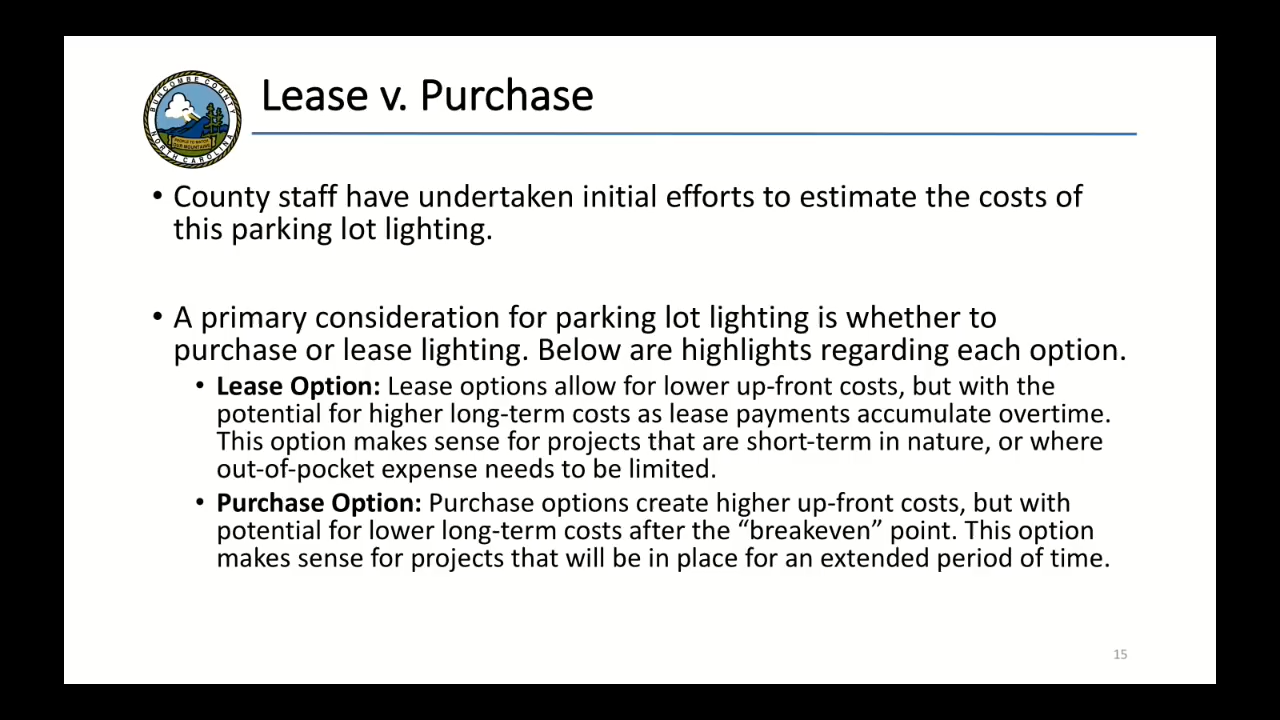 BUNCOMBE COUNTY
NORTH CAROLINA
Lease v. Purchase
• County staff have undertaken initial efforts to estimate the costs of
this parking lot lighting.
• A primary consideration for parking lot lighting is whether to
purchase or lease lighting. Below are highlights regarding each option.
• Lease Option: Lease options allow for lower up-front costs, but with the
potential for higher long-term costs as lease payments accumulate overtime.
This option makes sense for projects that are short-term in nature, or where
out-of-pocket expense needs to be limited.
• Purchase Option: Purchase options create higher up-front costs, but with
potential for lower long-term costs after the “breakeven” point. This option
makes sense for projects that will be in place for an extended period of time.
15